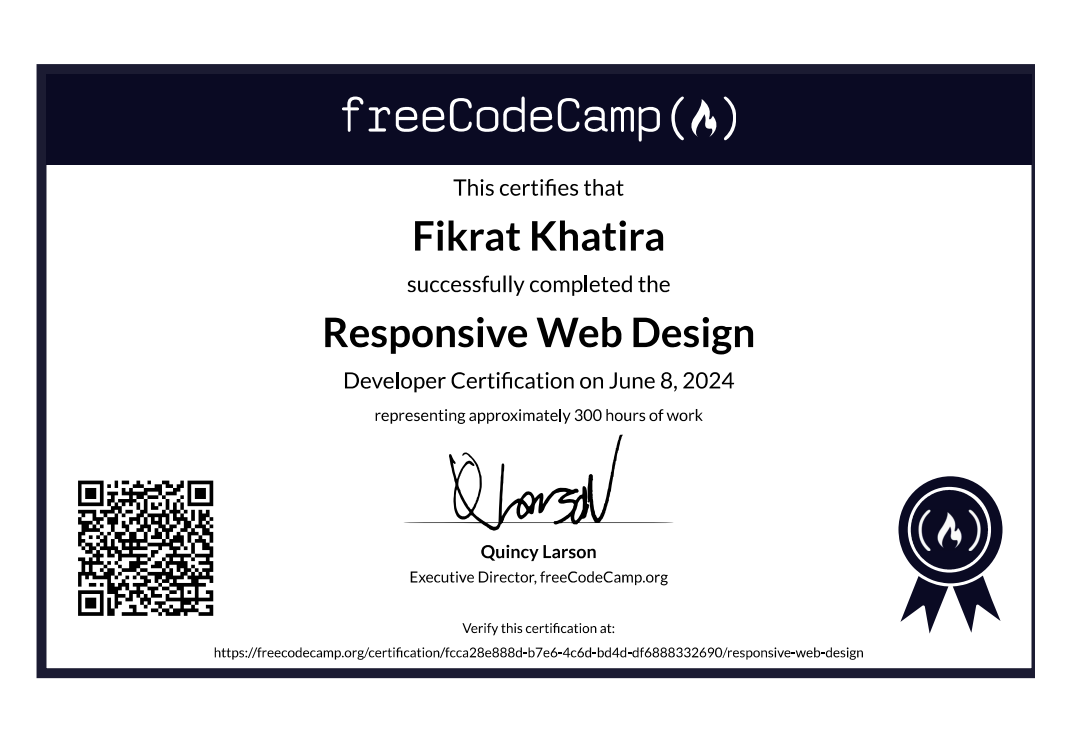 freeCodeCamp(🔥)
This certifies that
Fikrat Khatira
successfully completed the
Responsive Web Design
Developer Certification on June 8, 2024
representing approximately 300 hours of work
QLarson
Quincy Larson
Executive Director, freeCodeCamp.org
Verify this certification at:
https://freecodecamp.org/certification/fcca28e888d-b7e6-4c6d-bd4d-df6888332690/responsive-web-design